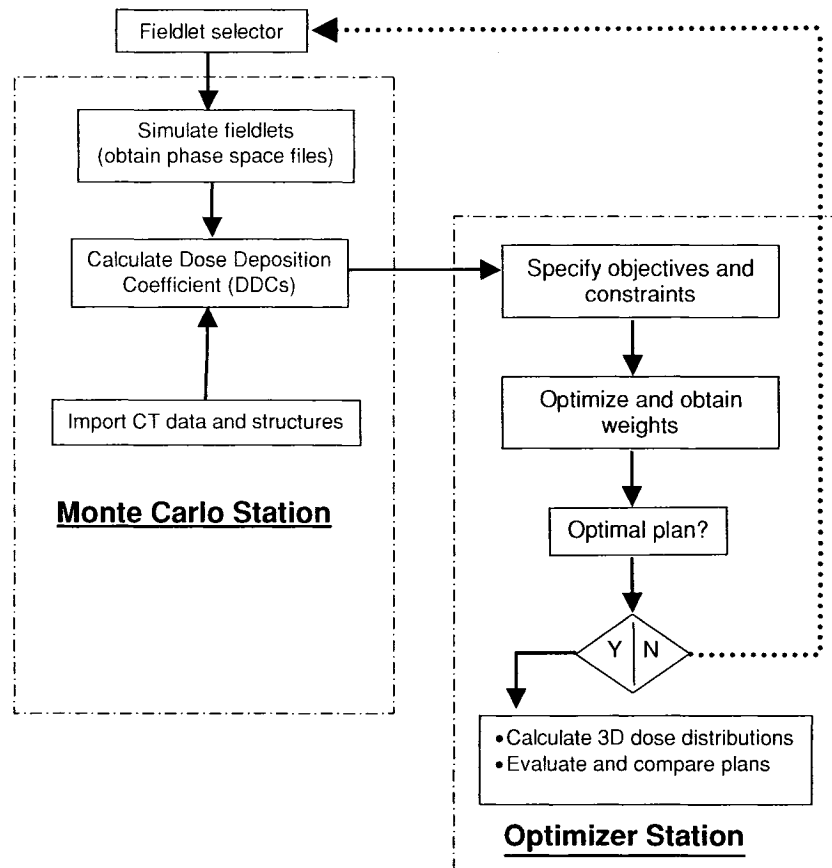 Fieldlet selector
Simulate fieldlets
(obtain phase space files)
Calculate Dose Deposition
Coefficient (DDCs)
Import CT data and structures
Monte Carlo Station
Specify objectives and
constraints
Optimize and obtain
weights
Optimal plan?
Y N
•Calculate 3D dose distributions
•Evaluate and compare plans
Optimizer Station